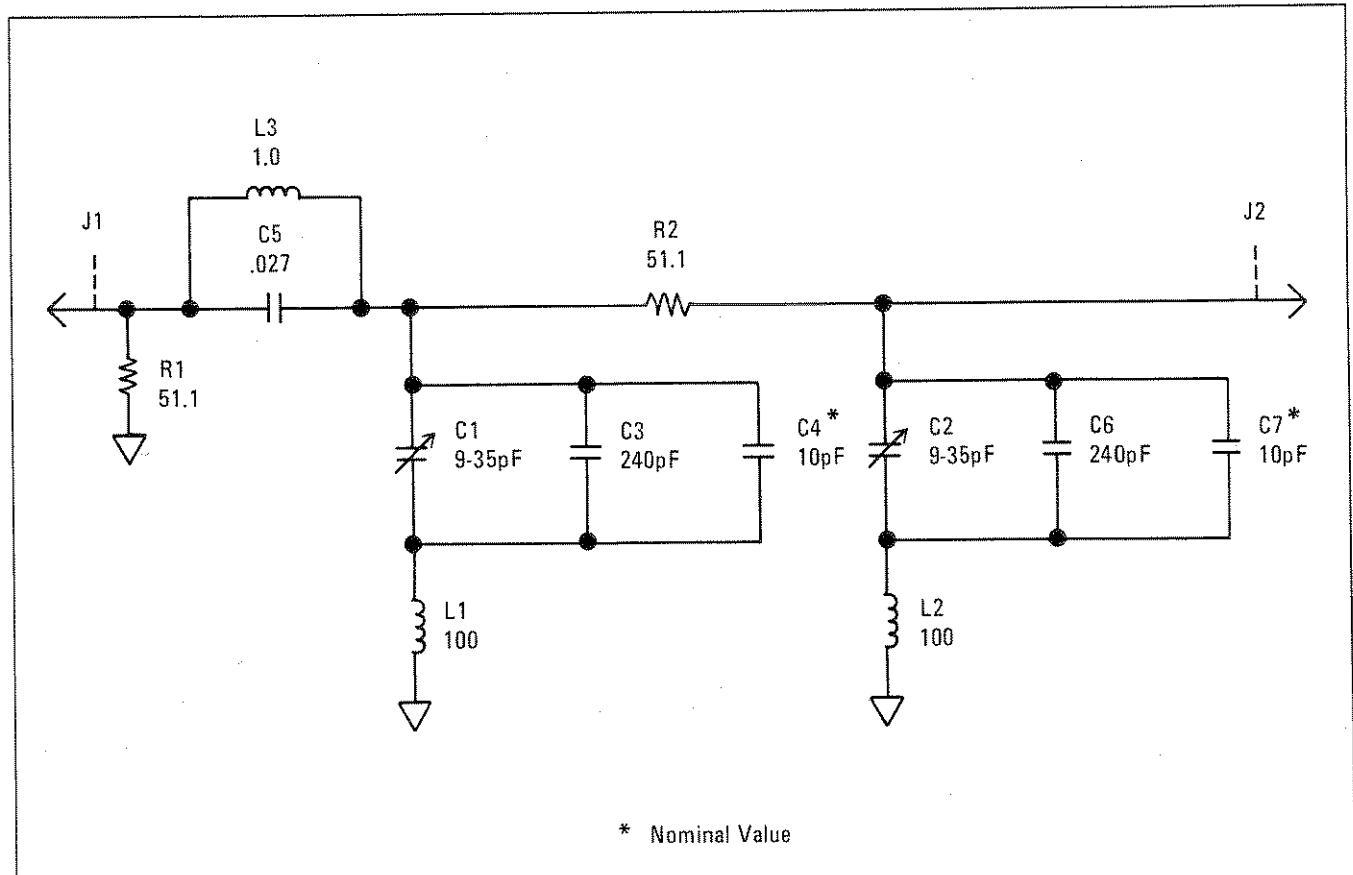 L3
1.0
J1
C5
.027
R2
51.1
J2
R1
51.1
C1
9-35pF
C3
240pF
C4*
10pF
C2
9-35pF
C6
240pF
C7*
10pF
L1
100
L2
100
* Nominal Value